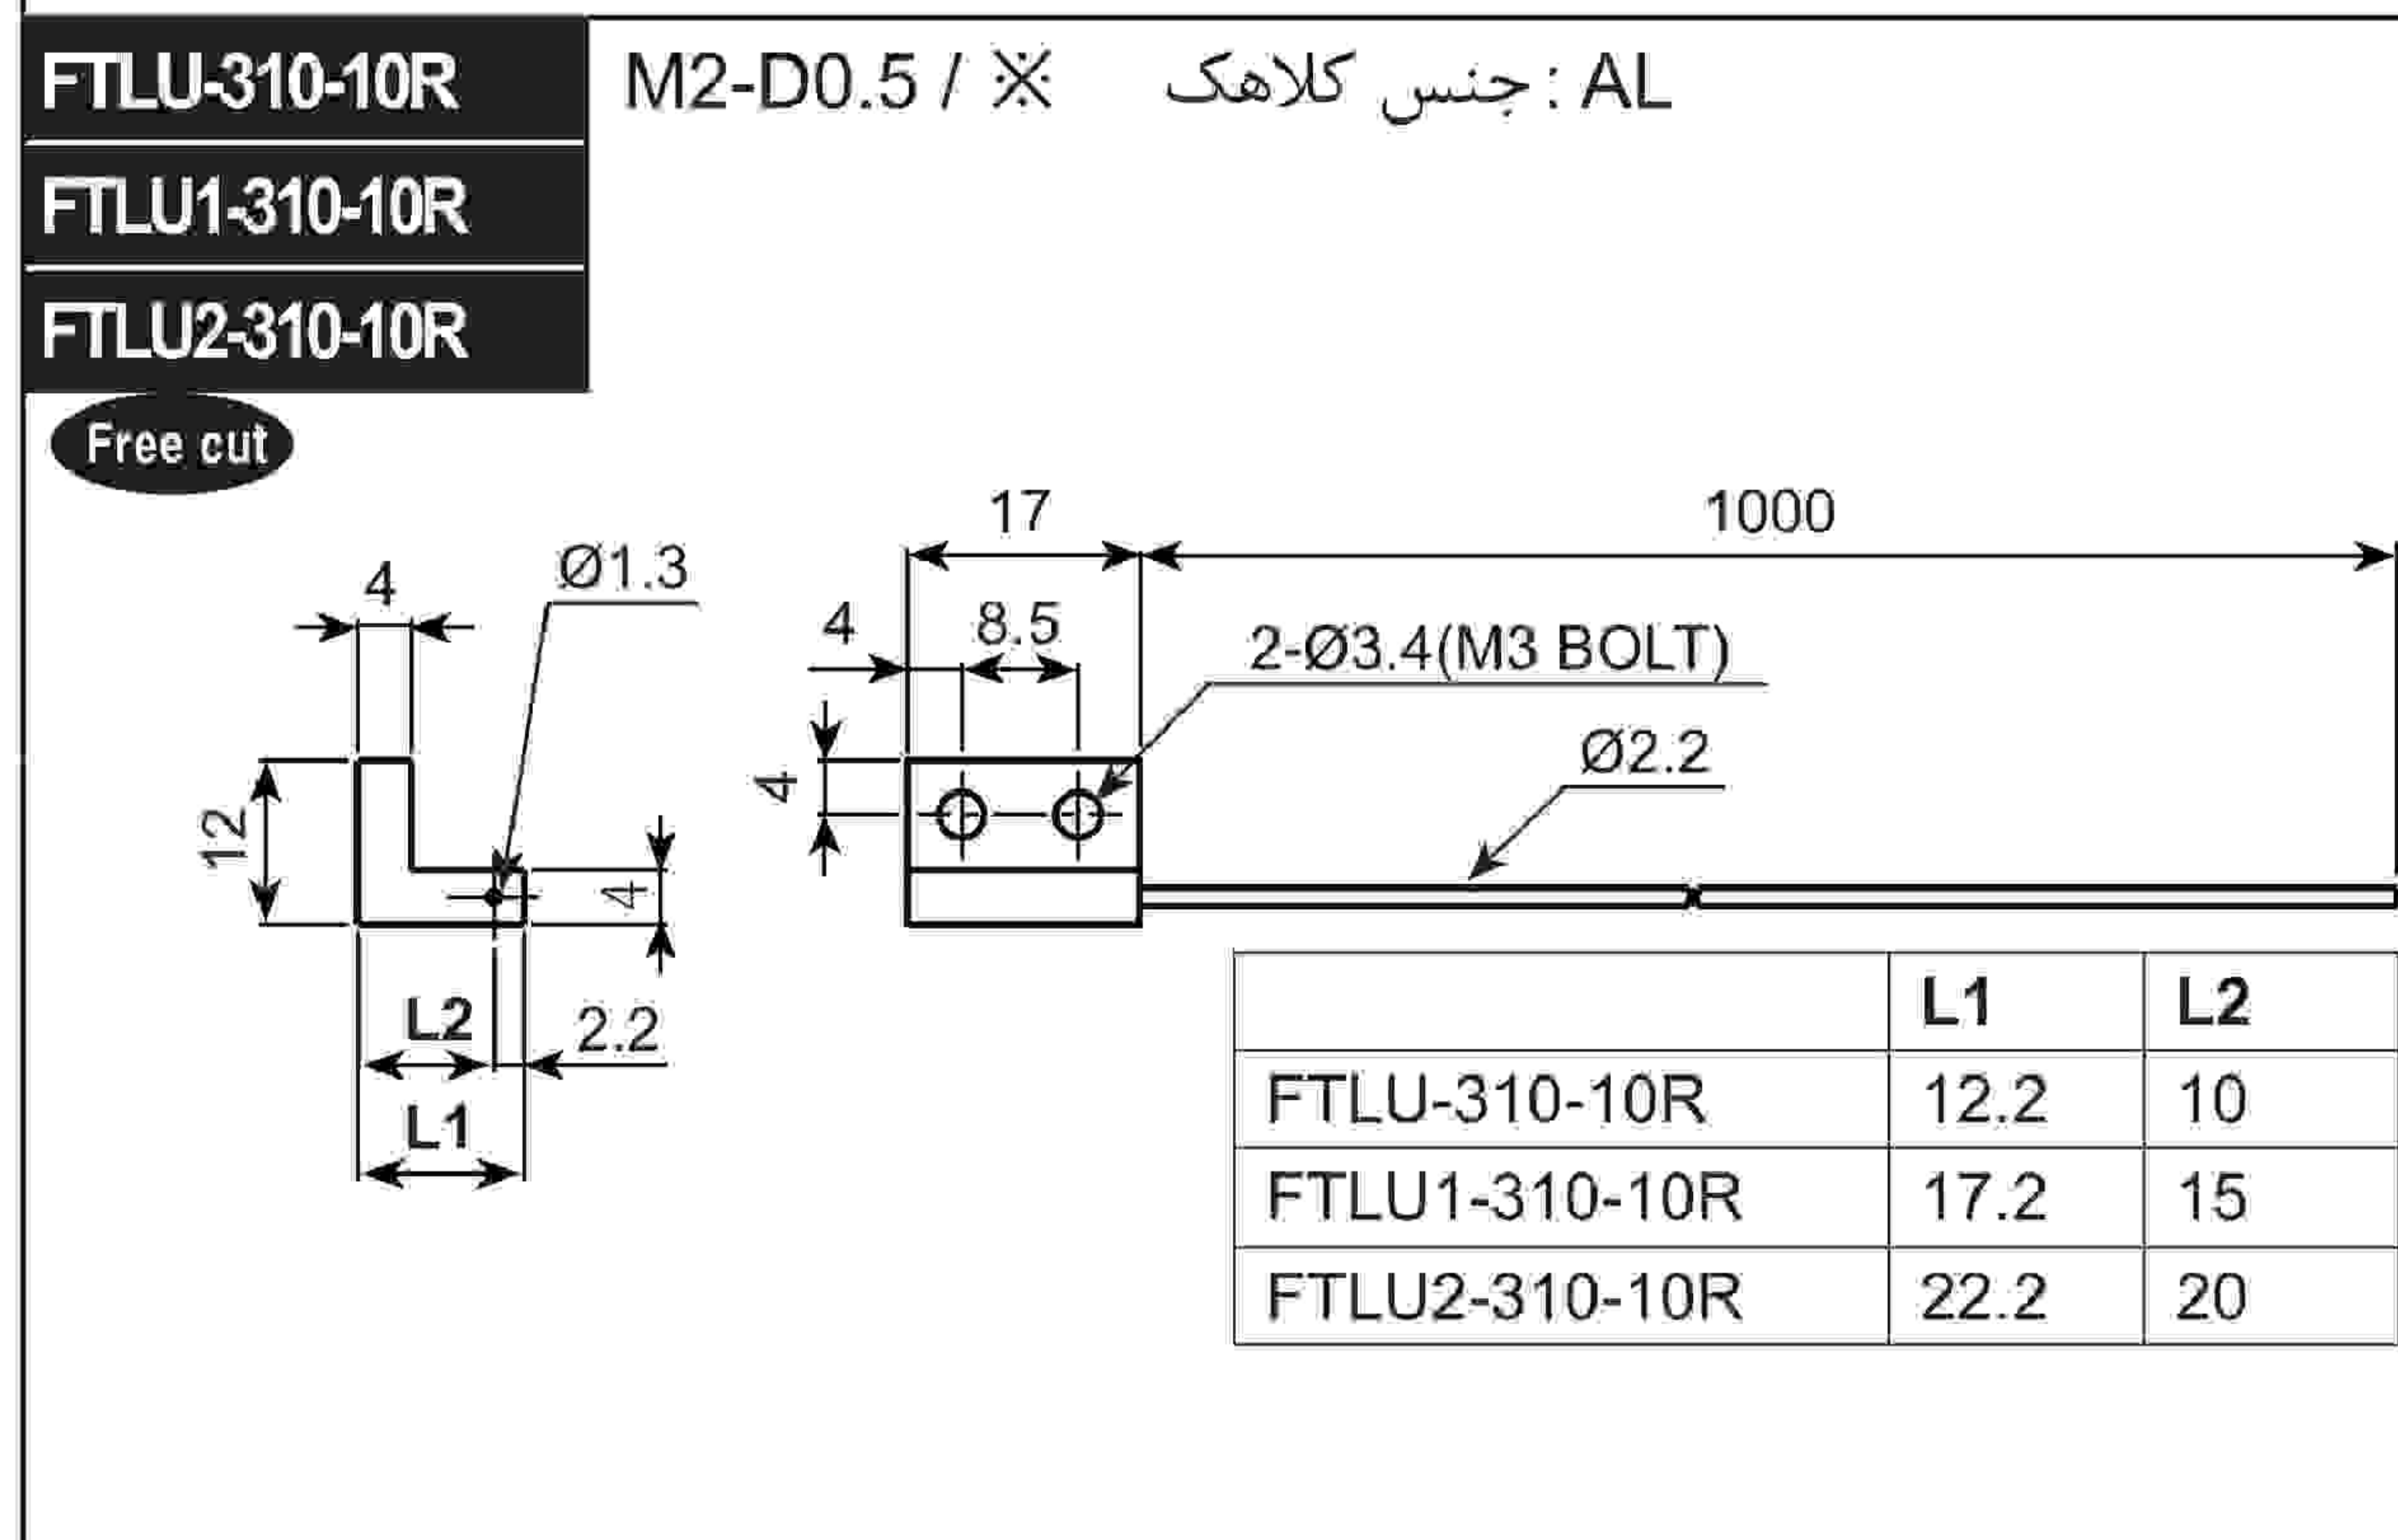 FTLU-310-10R
M2-D0.5 / ※ جنس کلاهک : AL
FTLU1-310-10R
FTLU2-310-10R
Free cut
17
1000
4
Ø1.3
4
8.5
2-Ø3.4(M3 BOLT)
Ø2.2
4
12
4
L2
2.2
L1
L1 L2
FTLU-310-10R 12.2 10
FTLU1-310-10R 17.2 15
FTLU2-310-10R 22.2 20